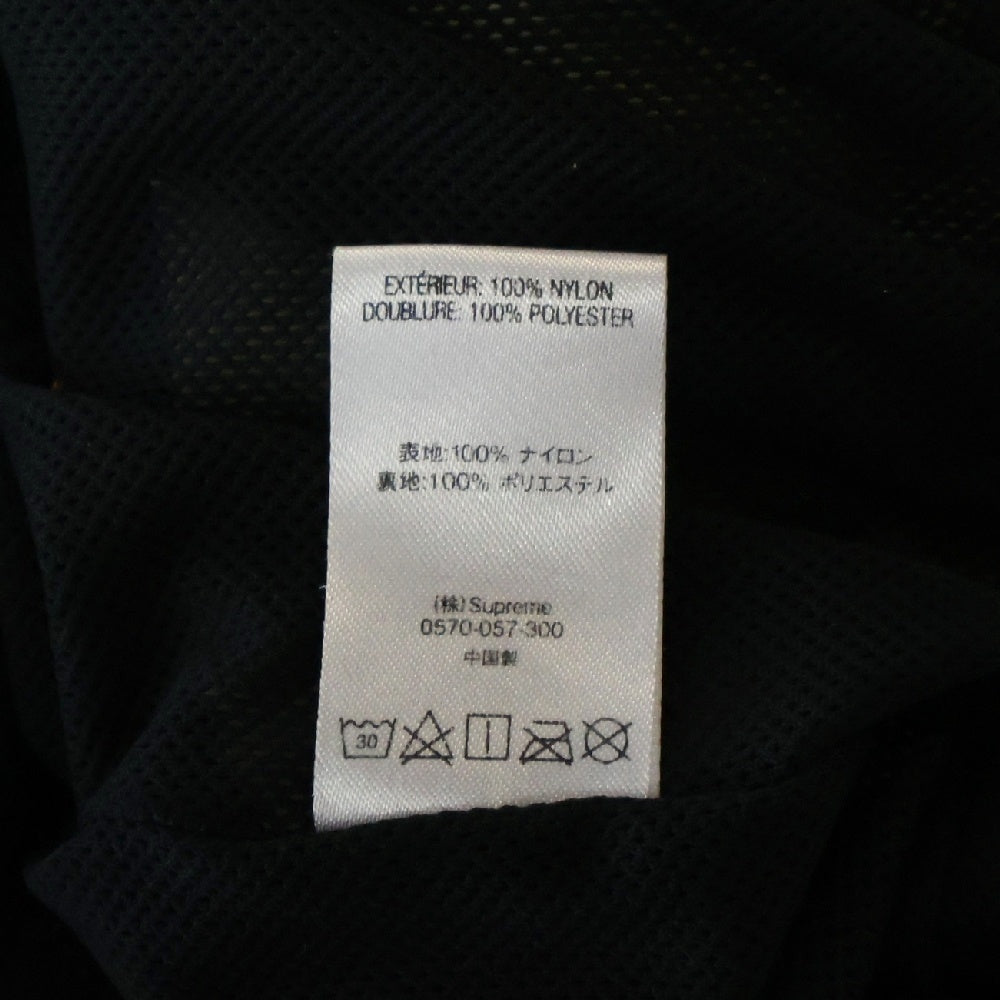 EXTÉRIEUR: 100% NYLON
DOUBLURE: 100% POLYESTER
表地:100% ナイロン
裏地:100% ポリエステル
(株)Supreme
0570-057-300
中国製
30